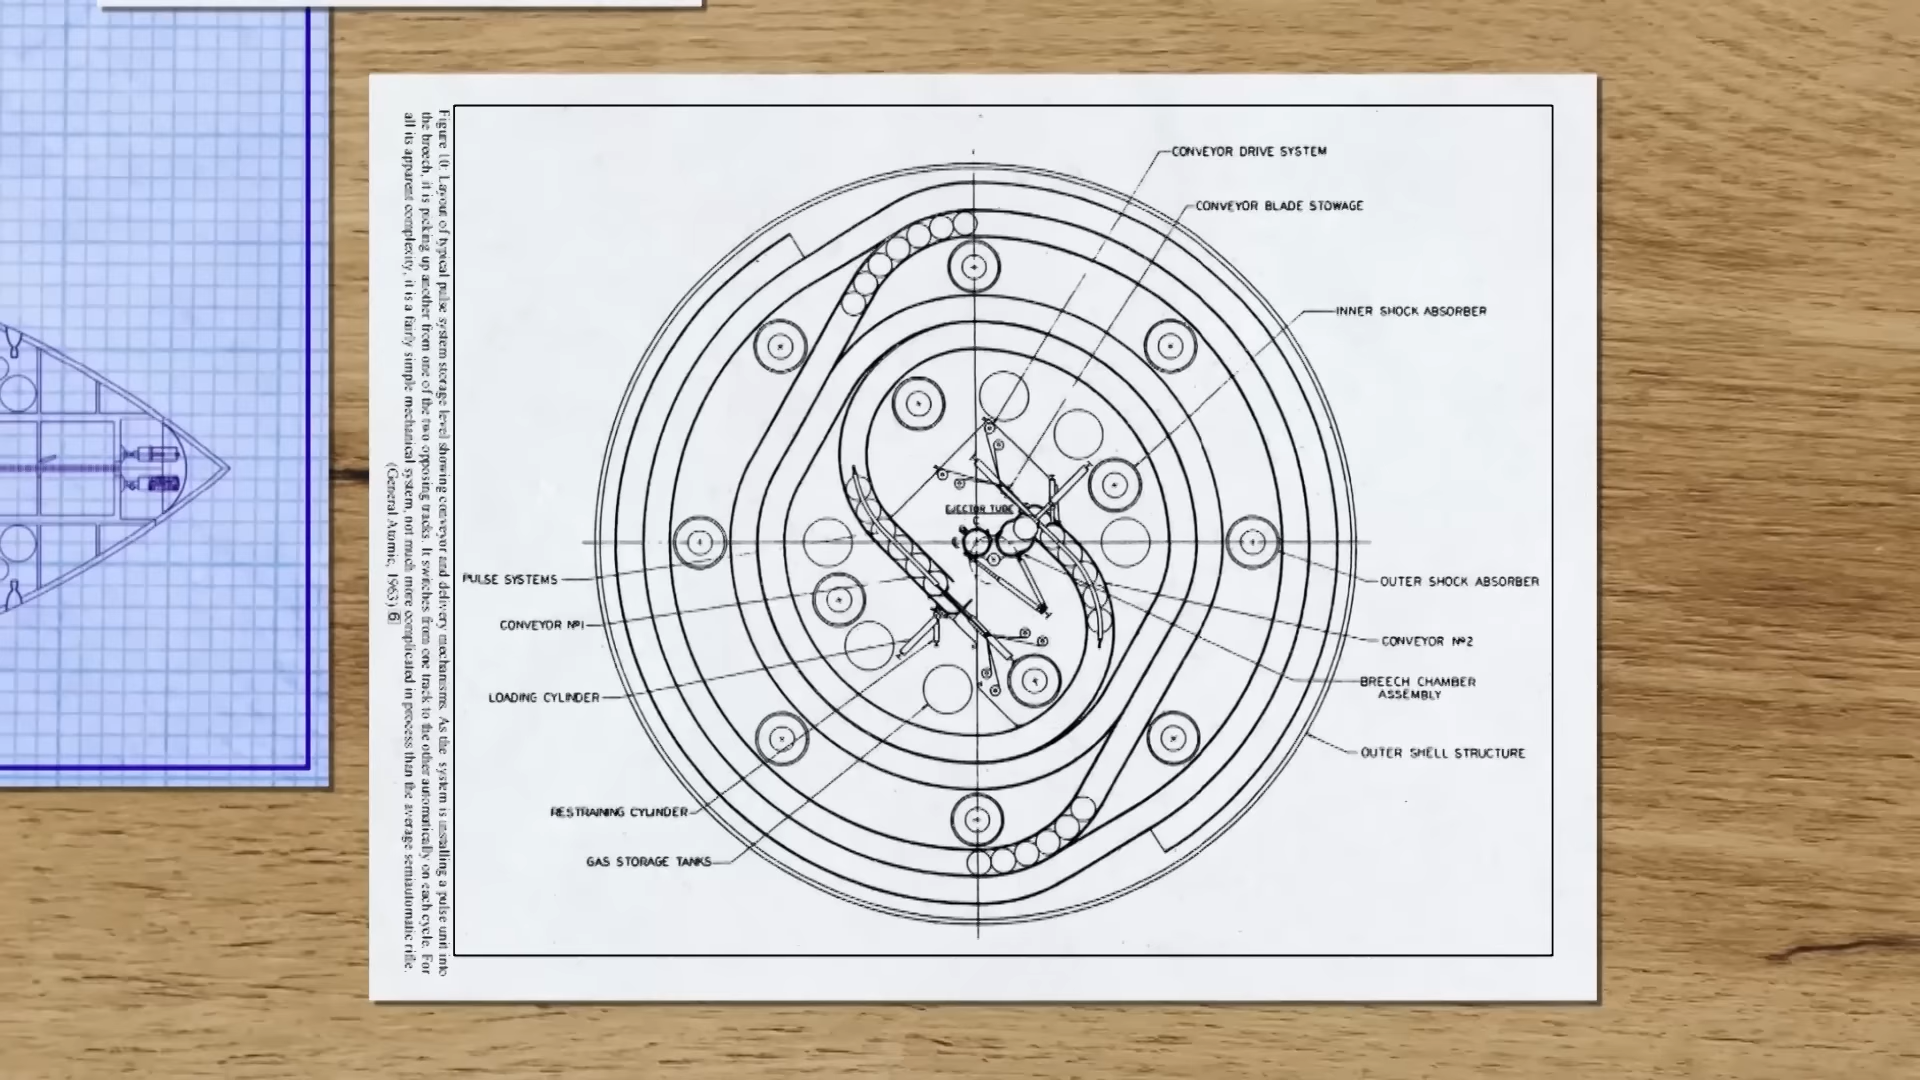 Figure 10: Layout of typical pulse system storage level showing conveyor and delivery mechanisms. As the system is installing a pulse unit into
the breech, it is picking up another from one of the two opposing tracks. It switches from one track to the other automatically on each cycle. For
all its apparent complexity, it is a fairly simple mechanical system, not much more complicated in process than the average semiautomatic rifle.
(General Atomic, 1963) 6
CONVEYOR DRIVE SYSTEM
CONVEYOR BLADE STOWAGE
INNER SHOCK ABSORBER
EJECTOR TUBE
PULSE SYSTEMS
OUTER SHOCK ABSORBER
CONVEYOR Nº1
CONVEYOR Nº2
LOADING CYLINDER
BREECH CHAMBER
ASSEMBLY
OUTER SHELL STRUCTURE
RESTRAINING CYLINDER
GAS STORAGE TANKS